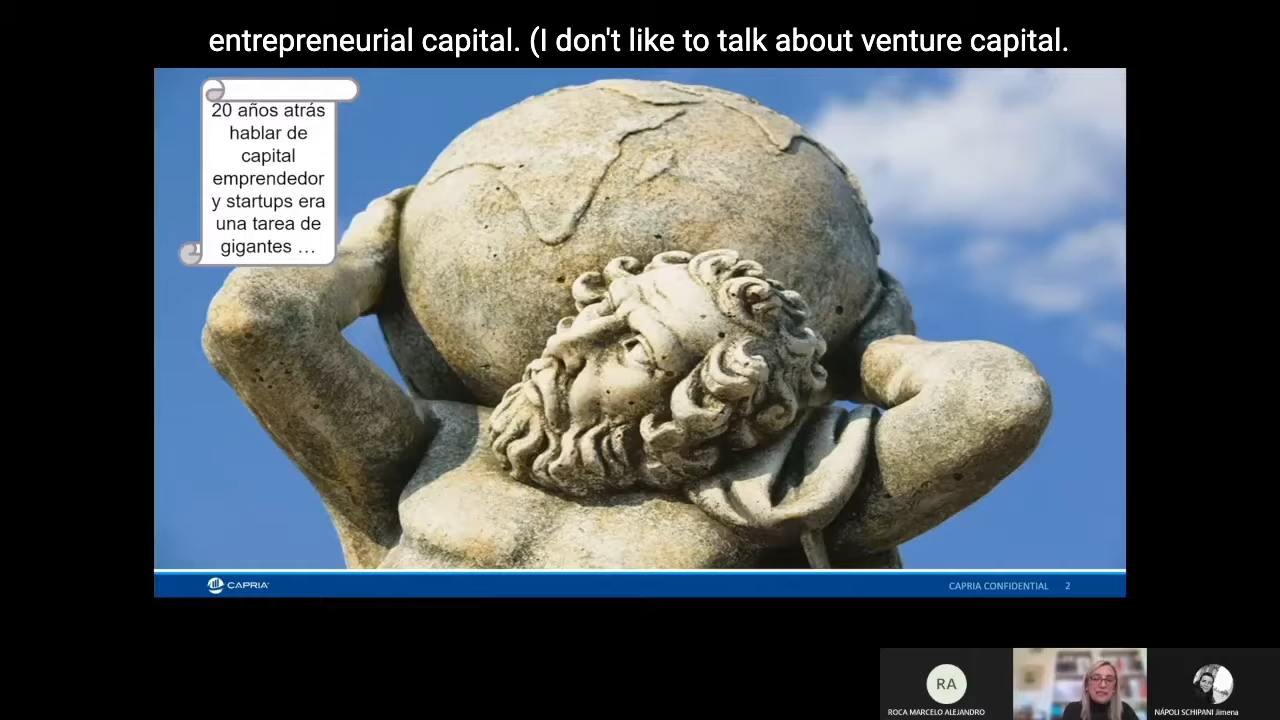 entrepreneurial capital. (I don't like to talk about venture capital.
20 años atrás
hablar de
capital
emprendedor
y startups era
una tarea de
gigantes …
CAPRIA
CAPRIA CONFIDENTIAL 2
RA
ROCA MARCELO ALEJANDRO
NÁPOLI SCHIPANI Jimena